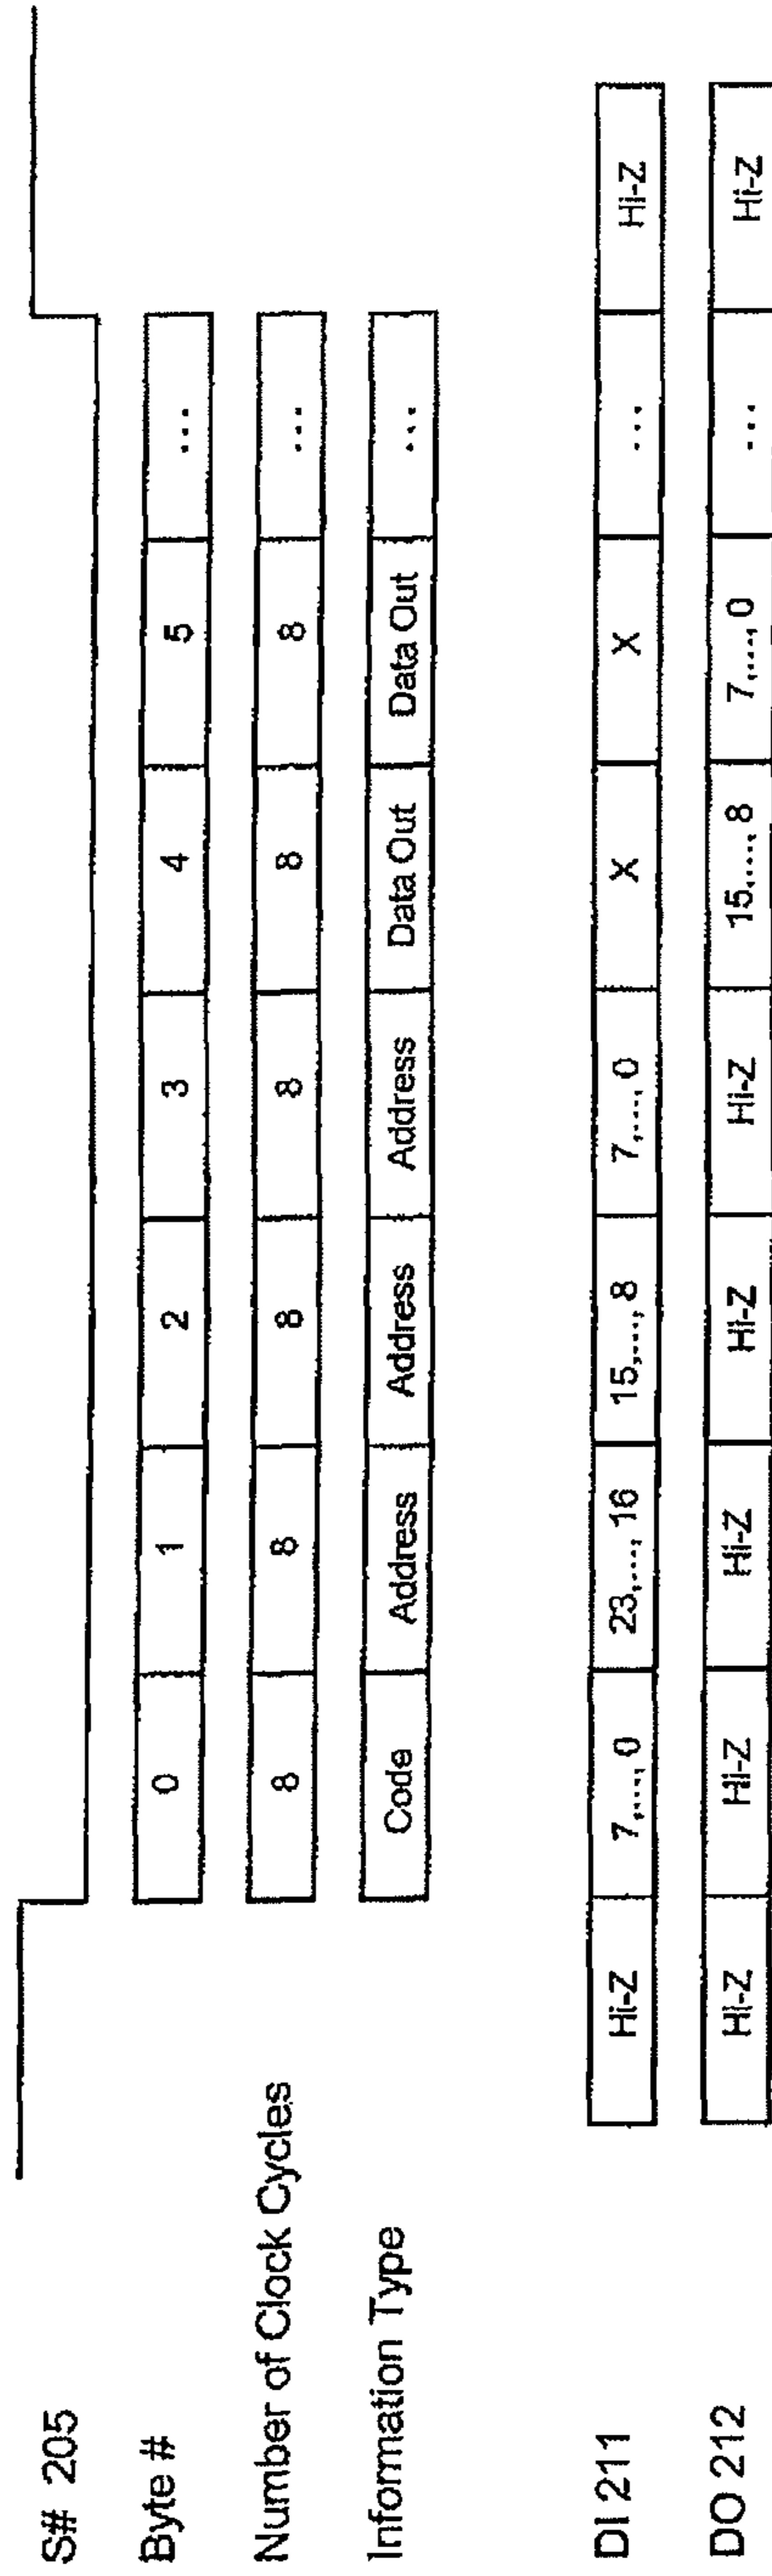 S# 205
Byte # 0 1 2 3 4 5 ...
Number of Clock Cycles 8 8 8 8 8 8 ...
Information Type Code Address Address Address Data Out Data Out ...
DI 211 Hi-Z 7,...,0 23,...,16 15,...,8 7,...,0 X X ... Hi-Z
DO 212 Hi-Z Hi-Z Hi-Z Hi-Z Hi-Z 15,...,8 7,...,0 ... Hi-Z